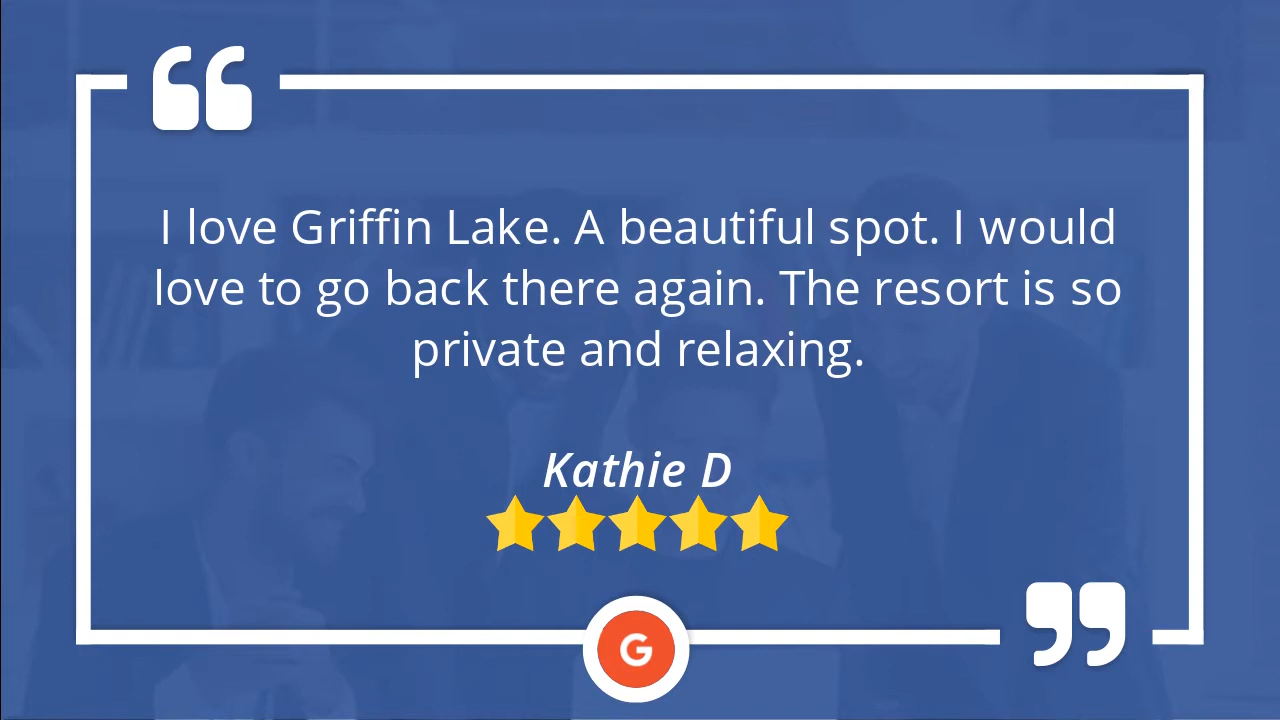 I love Griffin Lake. A beautiful spot. I would
love to go back there again. The resort is so
private and relaxing.
Kathie D
G